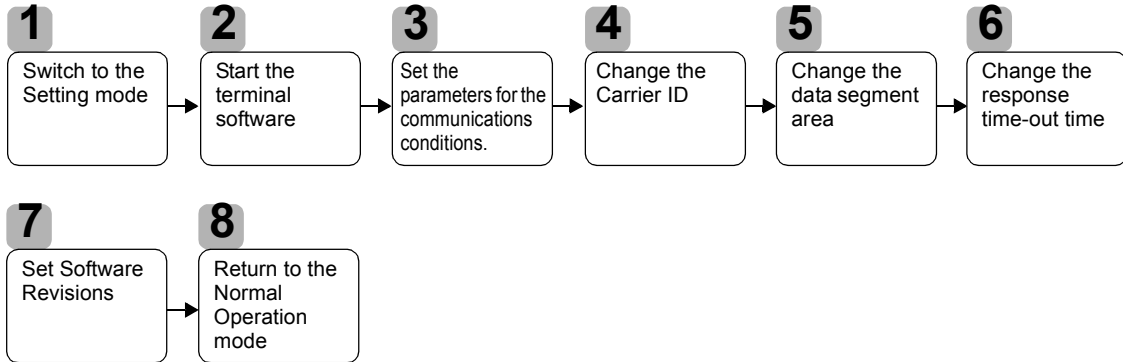 1
Switch to the
Setting mode
2
Start the
terminal
software
3
Set the
parameters for the
communications
conditions.
4
Change the
Carrier ID
5
Change the
data segment
area
6
Change the
response
time-out time
7
Set Software
Revisions
8
Return to the
Normal
Operation
mode